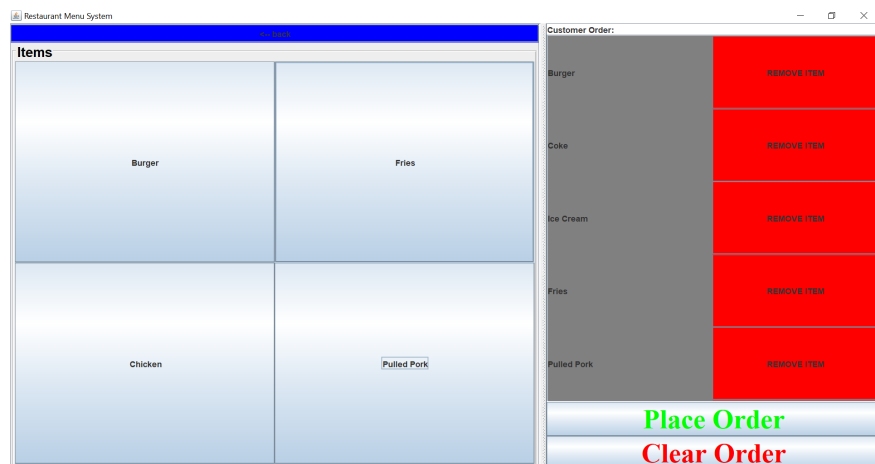 Restaurant Menu System
<--back
Items
Burger
Fries
Chicken
Pulled Pork
Customer Order:
Burger REMOVE ITEM
Coke REMOVE ITEM
Ice Cream REMOVE ITEM
Fries REMOVE ITEM
Pulled Pork REMOVE ITEM
Place Order
Clear Order